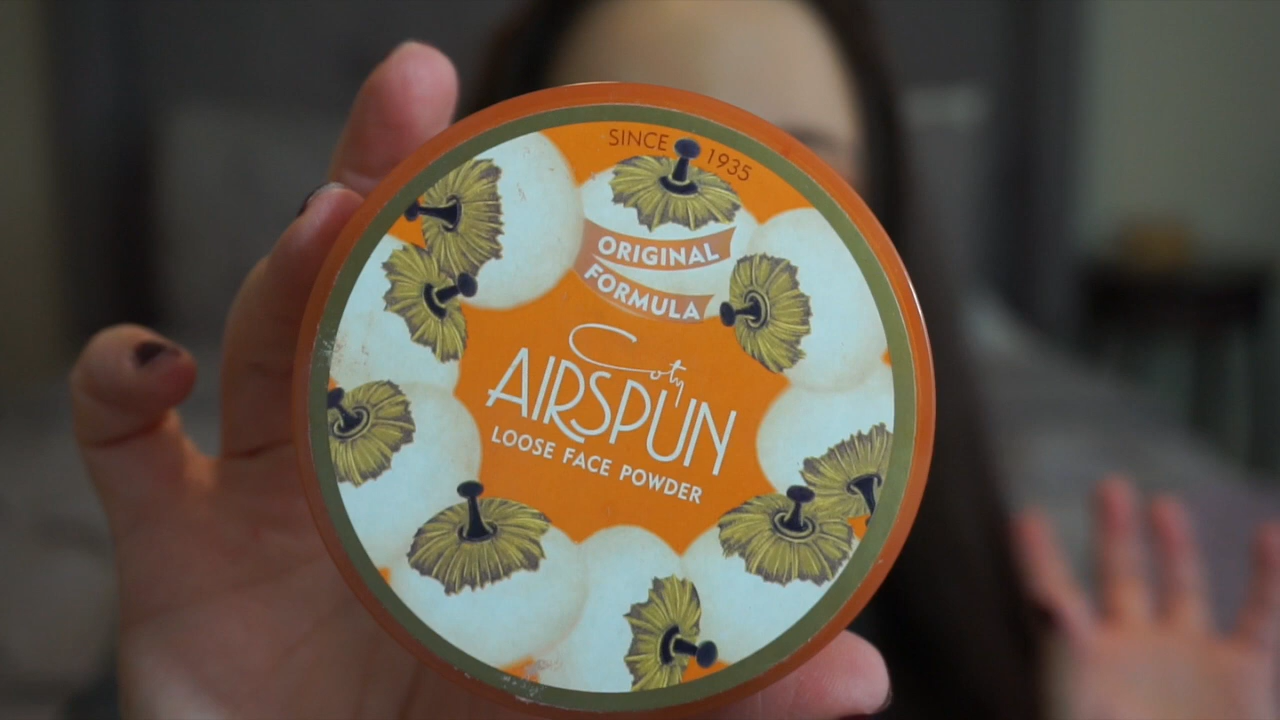 SINCE 1935
ORIGINAL
FORMULA
Coty
AIRSPUN
LOOSE FACE POWDER